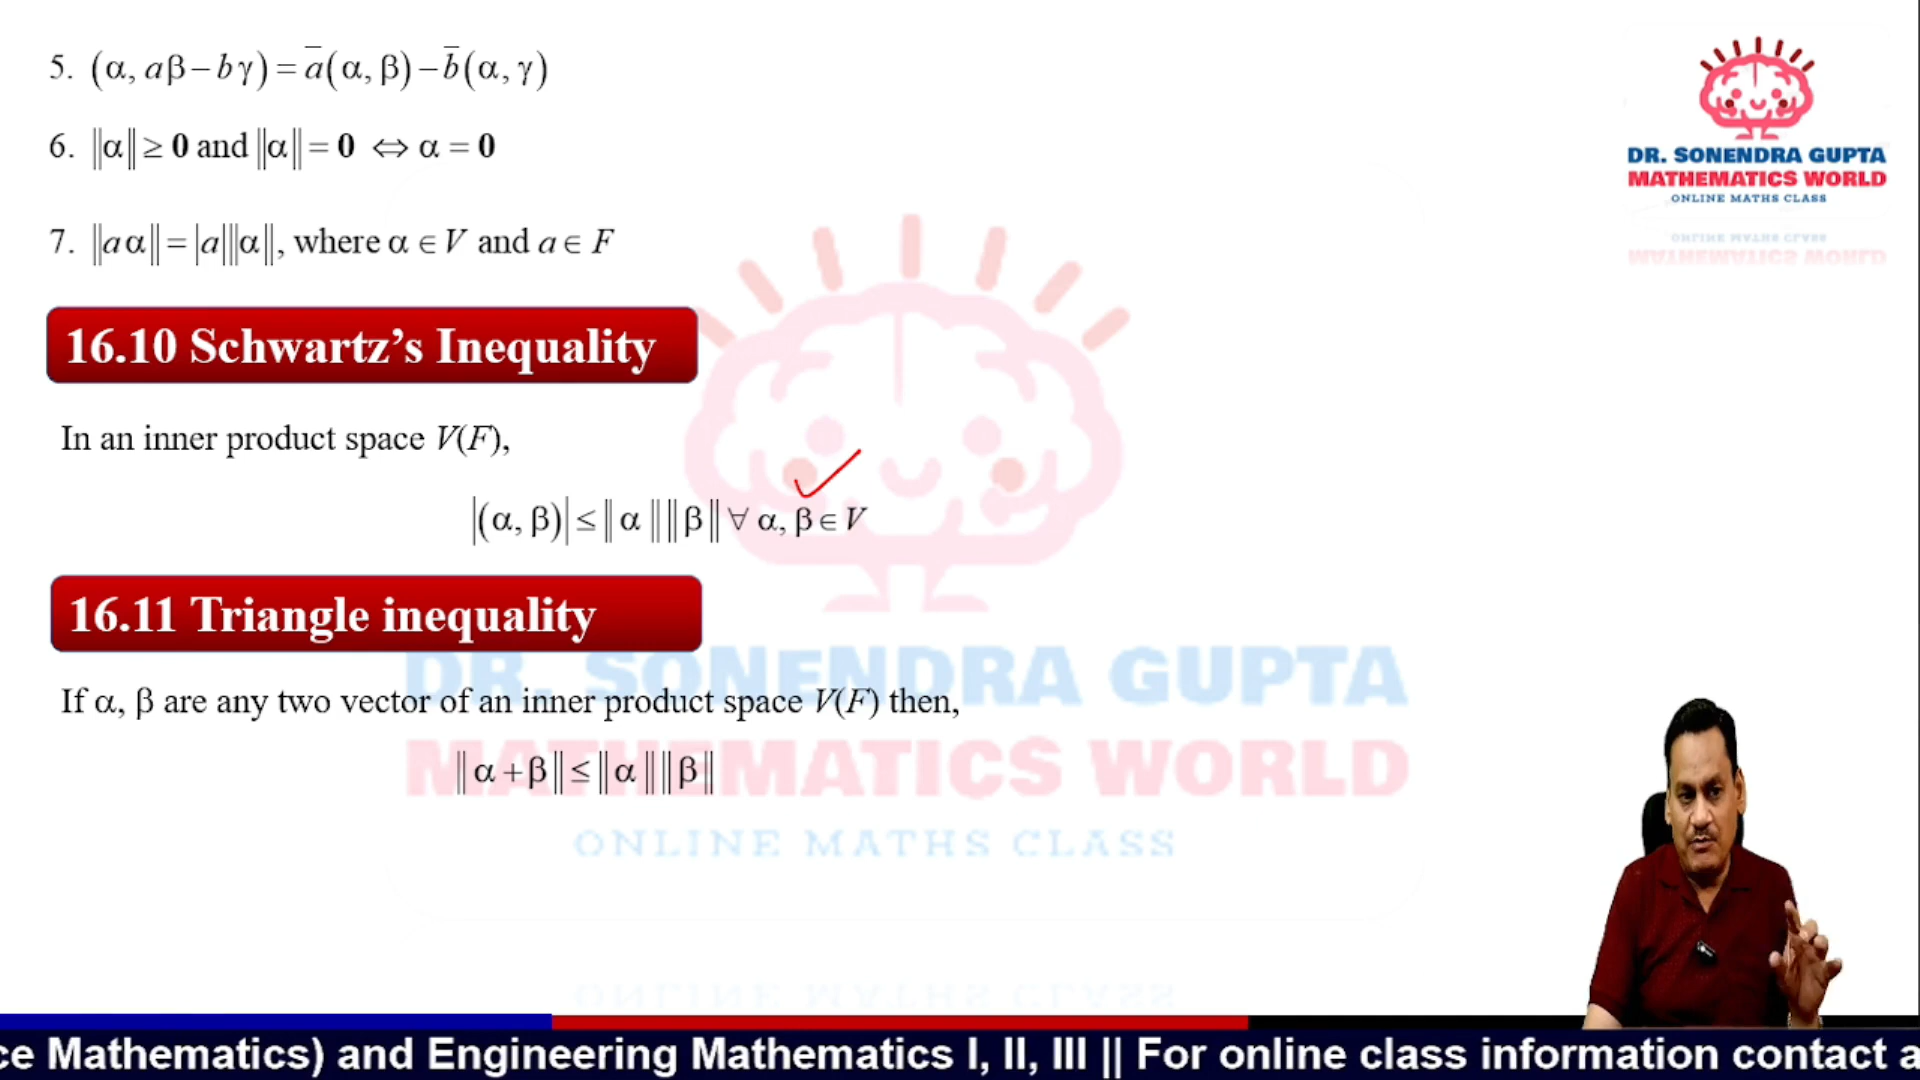 5. (α, aβ – bγ) = a̅(α, β) – b̅(α, γ)
6. ‖α‖ ≥ 0 and ‖α‖ = 0 ⇔ α = 0
7. ‖aα‖ = |a|‖α‖, where α ∈ V and a ∈ F
DR. SONENDRA GUPTA
MATHEMATICS WORLD
ONLINE MATHS CLASS
16.10 Schwartz’s Inequality
In an inner product space V(F),
|(α, β)| ≤ ‖α‖‖β‖ ∀ α, β ∈ V
16.11 Triangle inequality
If α, β are any two vector of an inner product space V(F) then,
‖α + β‖ ≤ ‖α‖‖β‖
DR. SONENDRA GUPTA
MATHEMATICS WORLD
ONLINE MATHS CLASS
ce Mathematics) and Engineering Mathematics I, II, III || For online class information contact a